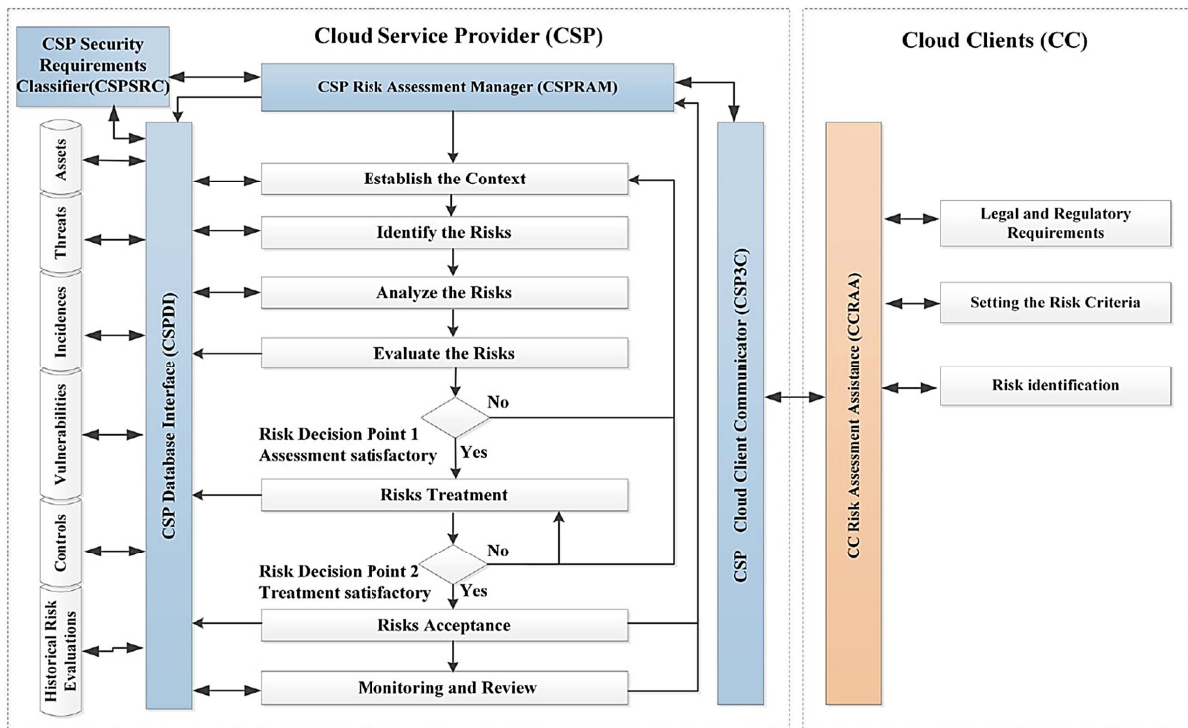 Cloud Service Provider (CSP)
Cloud Clients (CC)
CSP Security
Requirements
Classifier(CSPSRC)
CSP Risk Assessment Manager (CSPRAM)
Assets
Threats
Incidences
Vulnerabilities
Controls
Historical Risk
Evaluations
CSP Database Interface (CSPDI)
Establish the Context
Identify the Risks
Analyze the Risks
Evaluate the Risks
No
Risk Decision Point 1
Assessment satisfactory
Yes
Risks Treatment
No
Risk Decision Point 2
Treatment satisfactory
Yes
Risks Acceptance
Monitoring and Review
CSP Cloud Client Communicator (CSP3C)
CC Risk Assessment Assistance (CCRAA)
Legal and Regulatory
Requirements
Setting the Risk Criteria
Risk identification